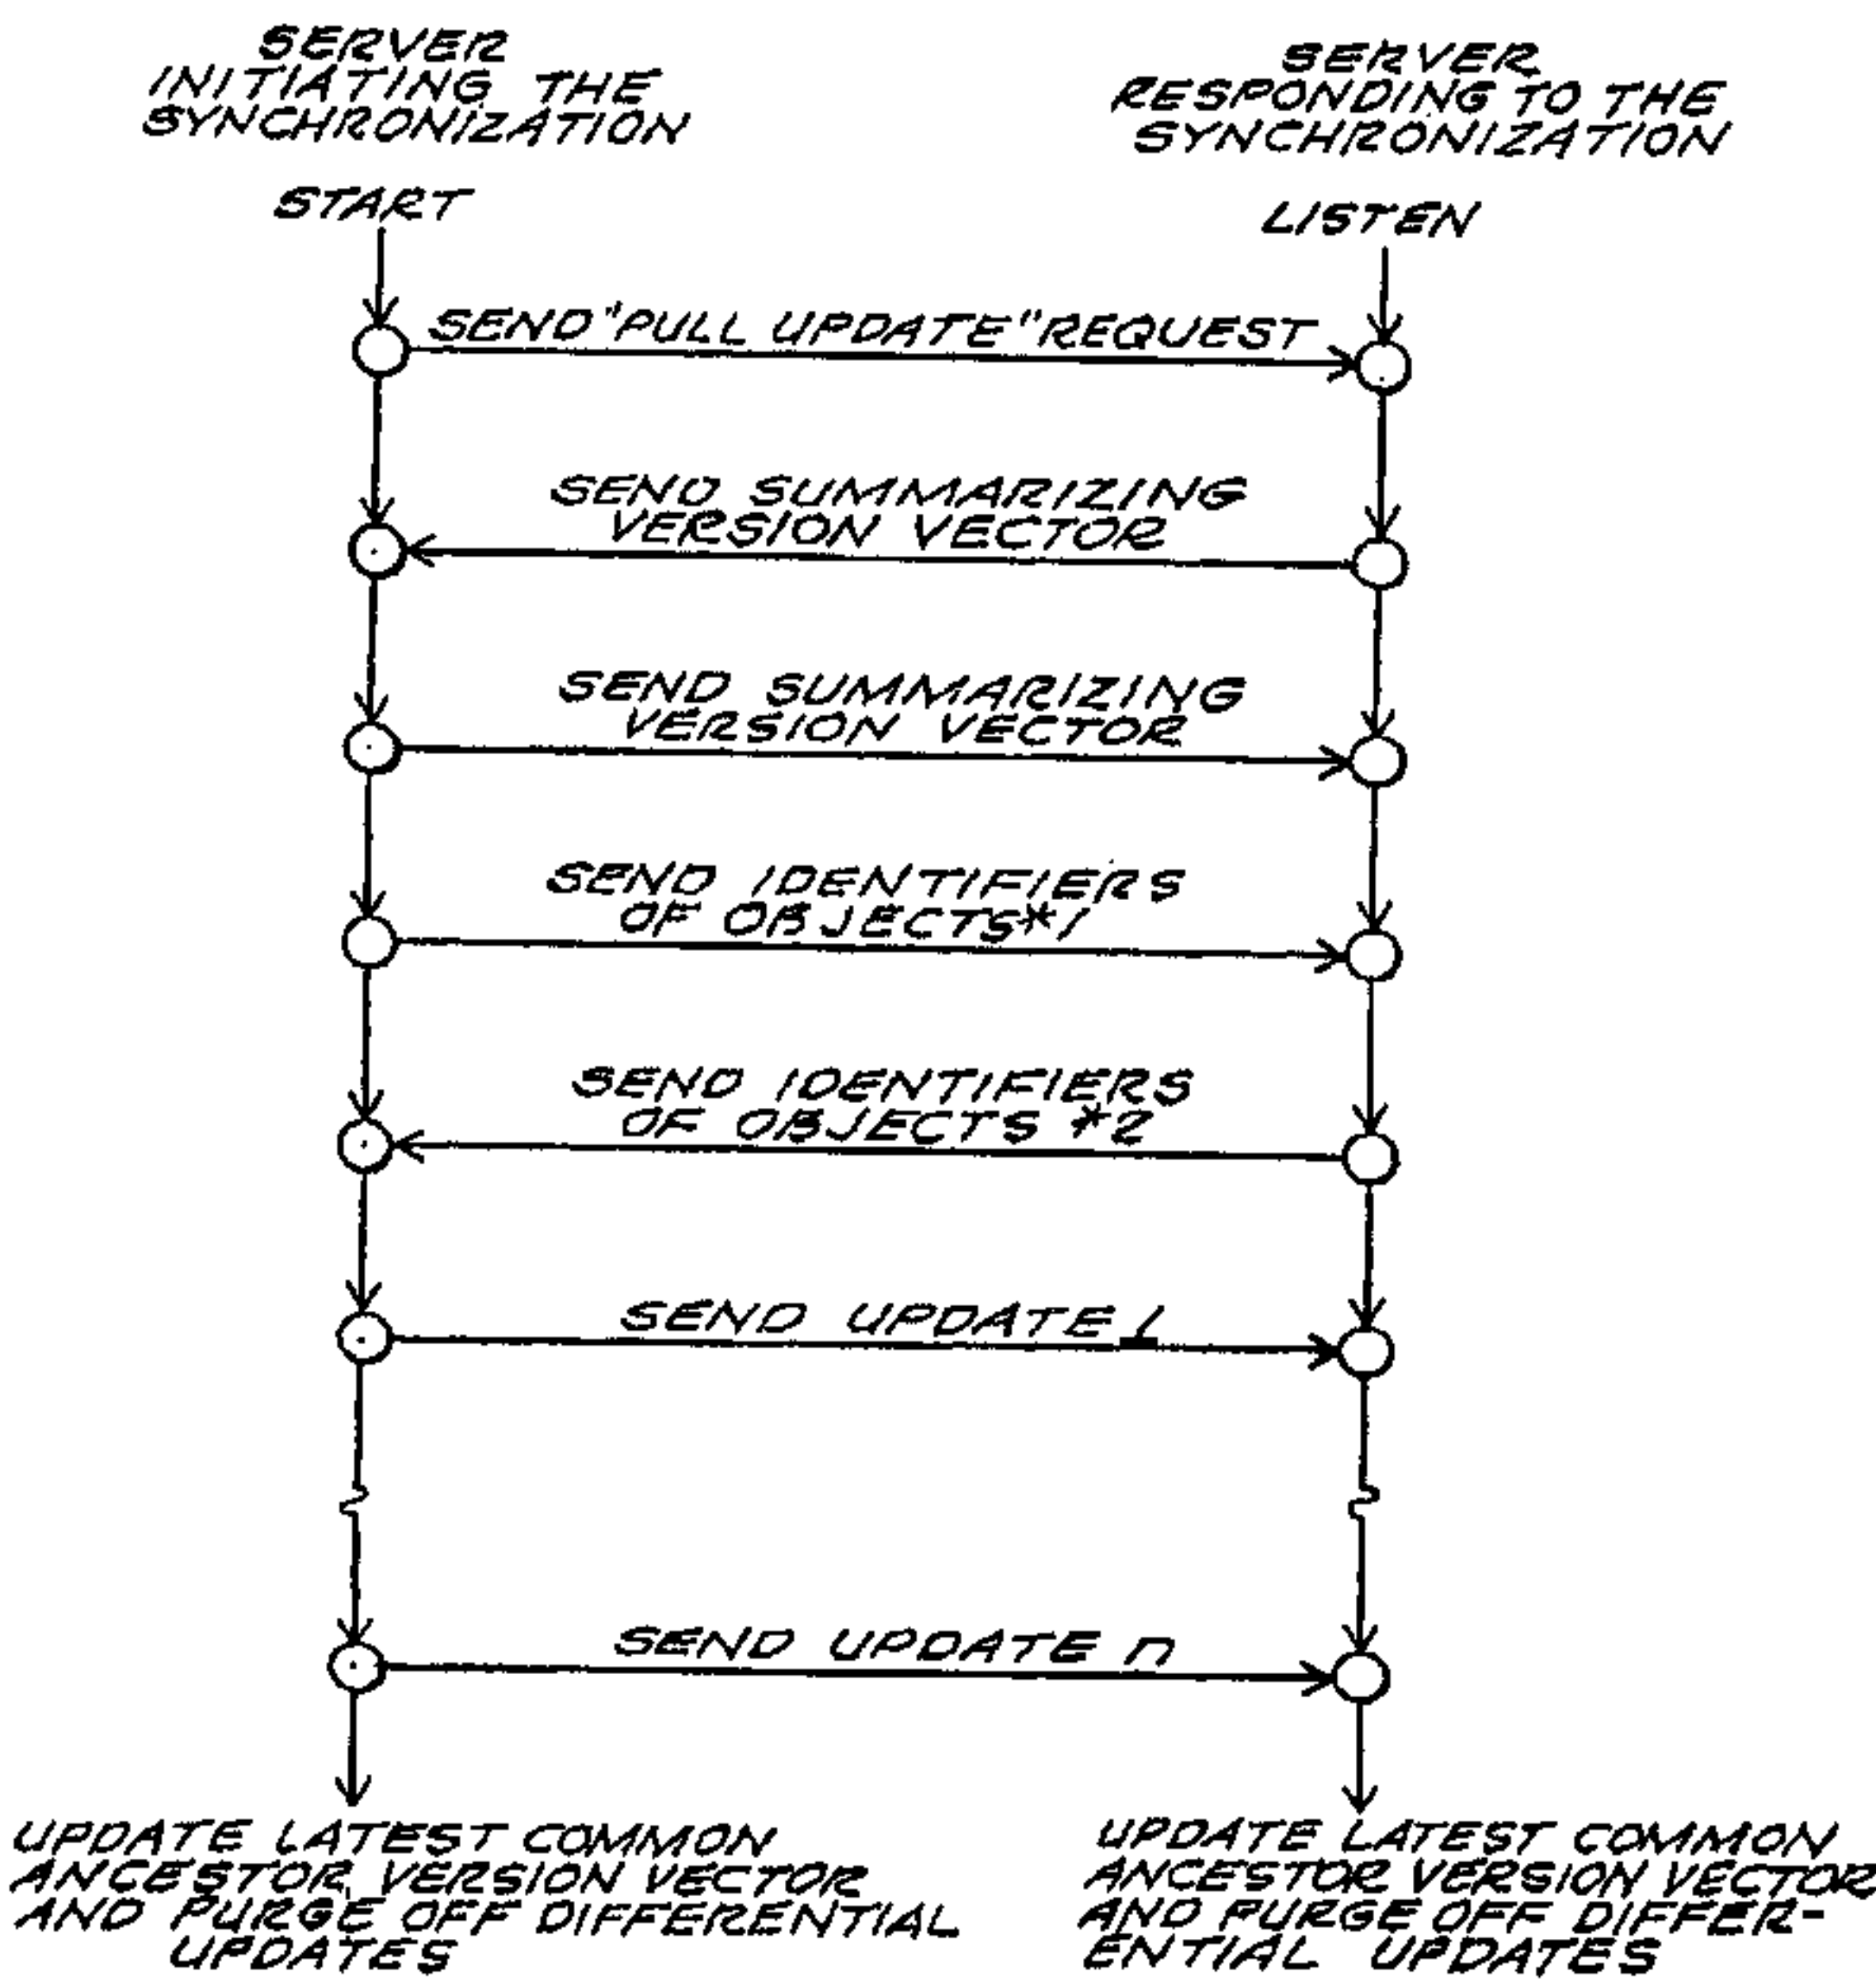 SERVER
INITIATING THE
SYNCHRONIZATION
START
SERVER
RESPONDING TO THE
SYNCHRONIZATION
LISTEN
SEND "PULL UPDATE" REQUEST
SEND SUMMARIZING
VERSION VECTOR
SEND SUMMARIZING
VERSION VECTOR
SEND IDENTIFIERS
OF OBJECTS*1
SEND IDENTIFIERS
OF OBJECTS *2
SEND UPDATE 1
SEND UPDATE n
UPDATE LATEST COMMON
ANCESTOR VERSION VECTOR
AND PURGE OFF DIFFERENTIAL
UPDATES
UPDATE LATEST COMMON
ANCESTOR VERSION VECTOR
AND PURGE OFF DIFFER-
ENTIAL UPDATES